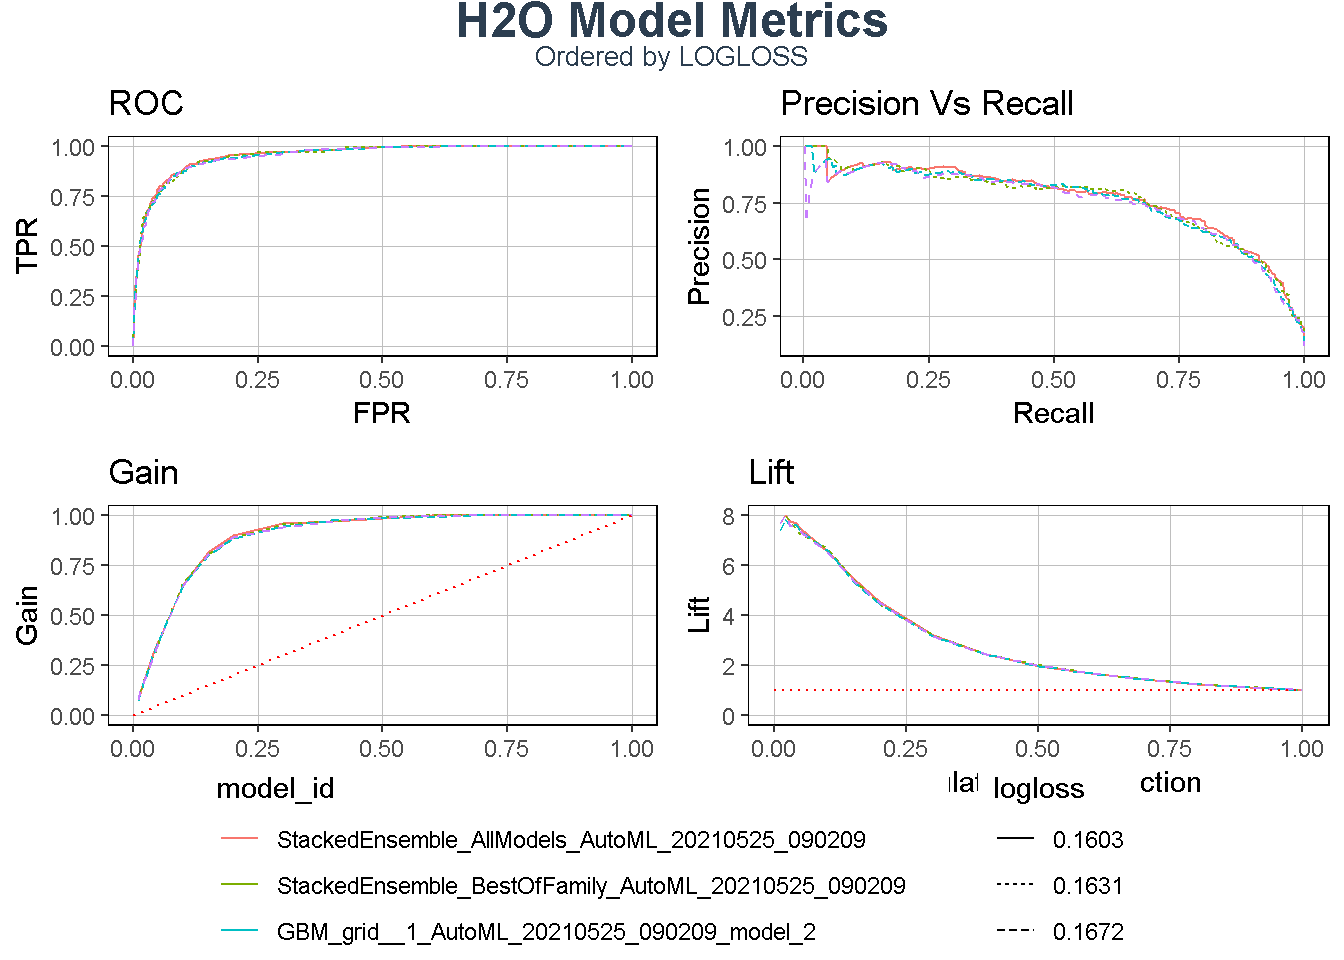 H2O Model Metrics
Ordered by LOGLOSS
ROC
1.00
0.75
0.50
0.25
0.00
TPR
0.00 0.25 0.50 0.75 1.00
FPR
Precision Vs Recall
1.00
0.75
0.50
0.25
Precision
0.00 0.25 0.50 0.75 1.00
Recall
Gain
1.00
0.75
0.50
0.25
0.00
Gain
0.00 0.25 0.50 0.75 1.00
Lift
8
6
4
2
0
Lift
0.00 0.25 0.50 0.75 1.00
ction
model_id
StackedEnsemble_AllModels_AutoML_20210525_090209
StackedEnsemble_BestOfFamily_AutoML_20210525_090209
GBM_grid__1_AutoML_20210525_090209_model_2
logloss
0.1603
0.1631
0.1672